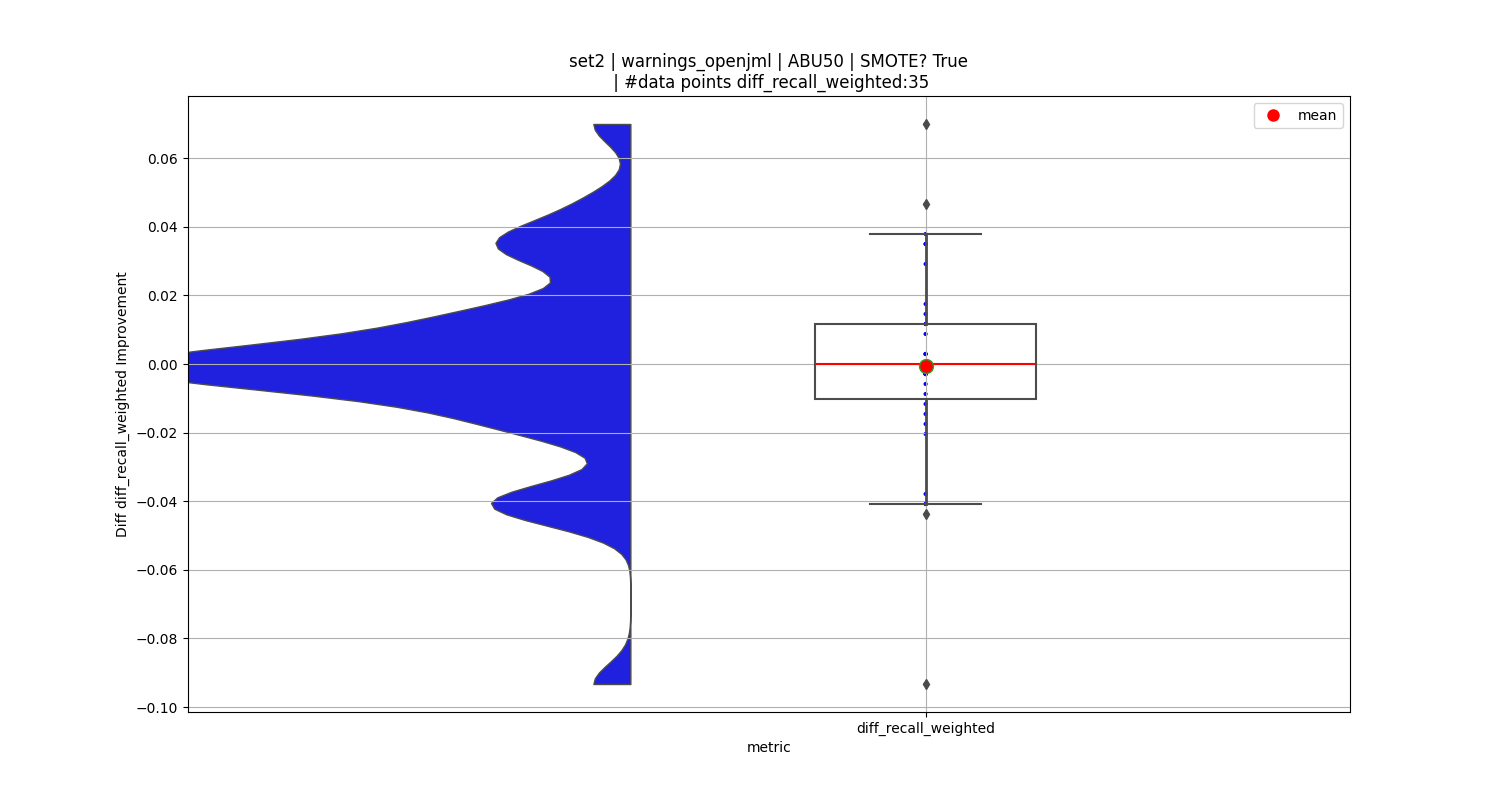 set2 | warnings_openjml | ABU50 | SMOTE? True
| #data points diff_recall_weighted:35
mean
0.06
0.04
0.02
0.00
−0.02
−0.04
−0.06
−0.08
−0.10
Diff diff_recall_weighted Improvement
diff_recall_weighted
metric